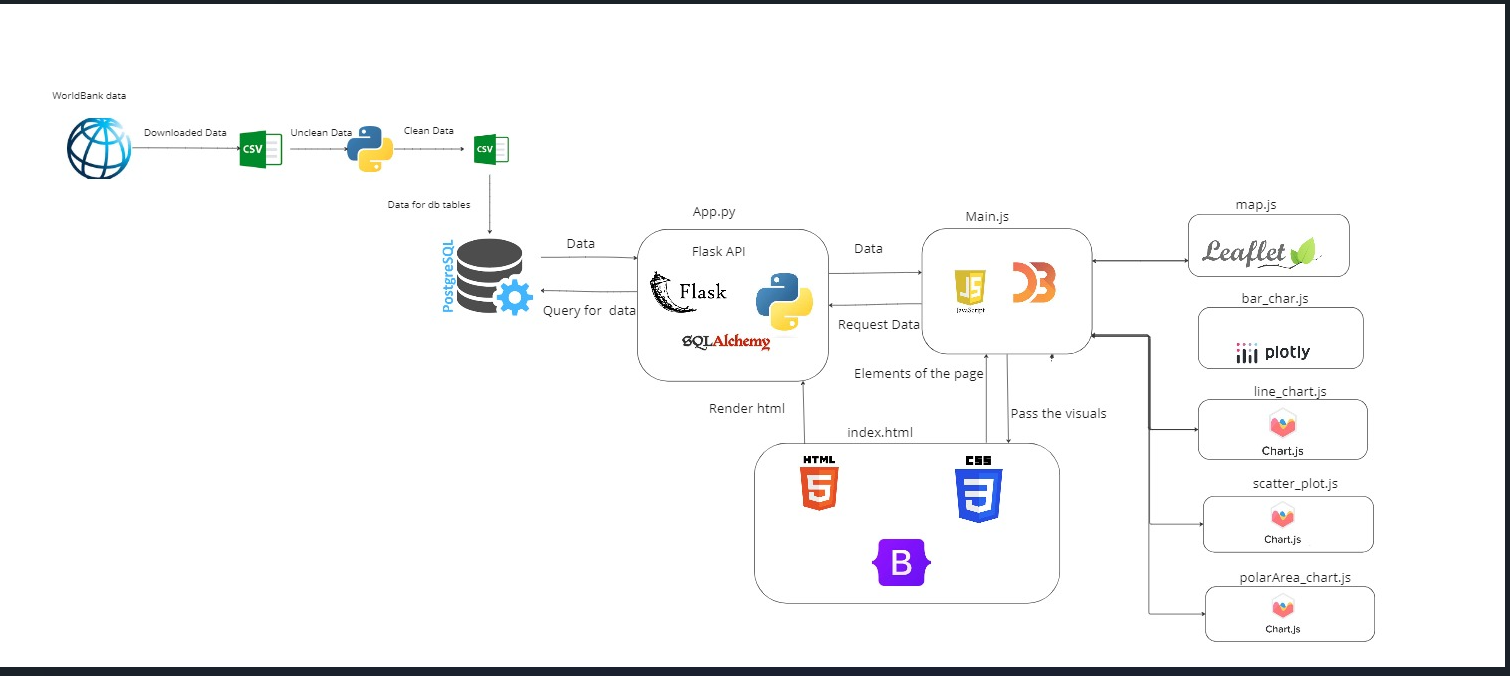 WorldBank data
Downloaded Data
CSV
Unclean Data
Clean Data
CSV
Data for db tables
PostgreSQL
Data
Query for data
App.py
Flask API
Flask
SQLAlchemy
Data
Request Data
Main.js
JS
JavaScript
D3
Elements of the page
Pass the visuals
Render html
index.html
HTML
5
CSS
3
B
map.js
Leaflet
bar_char.js
plotly
line_chart.js
Chart.js
scatter_plot.js
Chart.js
polarArea_chart.js
Chart.js